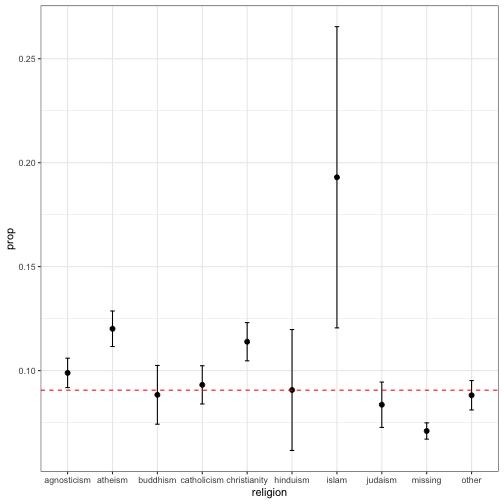 0.25
0.20
0.15
0.10
prop
agnosticism atheism buddhism catholicism christianity hinduism islam judaism missing other
religion